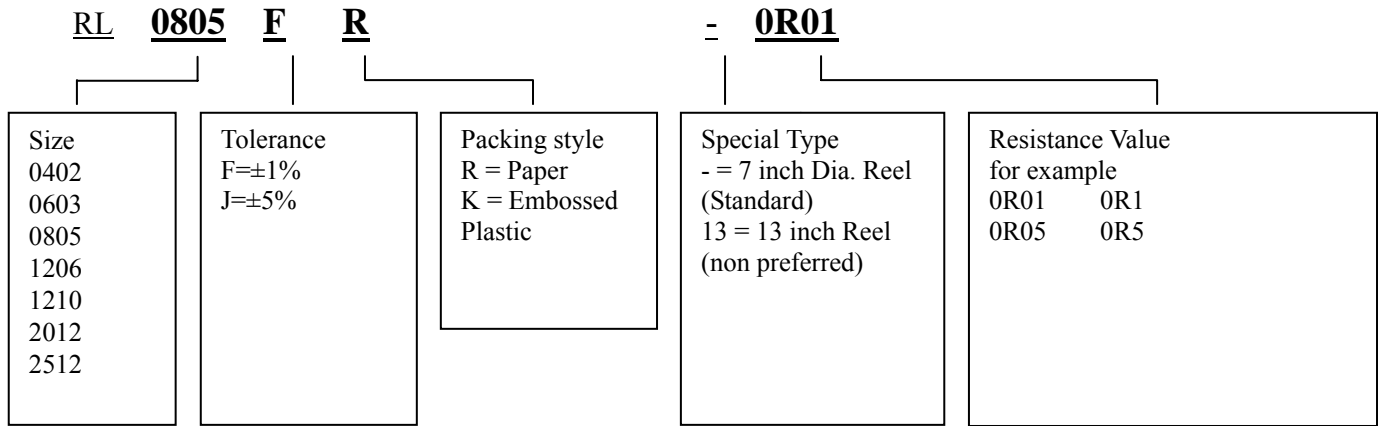 RL 0805 F R - 0R01
Size
0402
0603
0805
1206
1210
2012
2512
Tolerance
F=±1%
J=±5%
Packing style
R = Paper
K = Embossed
Plastic
Special Type
- = 7 inch Dia. Reel
(Standard)
13 = 13 inch Reel
(non preferred)
Resistance Value
for example
0R01 0R1
0R05 0R5